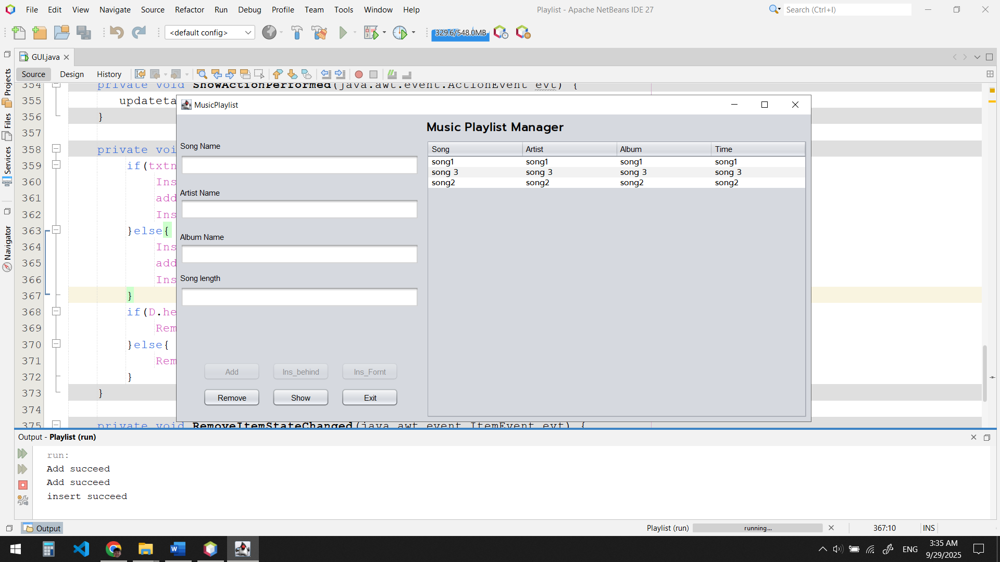 File Edit View Navigate Source Refactor Run Debug Profile Team Tools Window Help
Playlist - Apache NetBeans IDE 27
Search (Ctrl+I)
<default config>
329.6/548.0MB
GUI.java
Source Design History
Projects
Files
Services
Navigator
354 private void ShowActionPerformed(java.awt.event.ActionEvent evt) {
355 updateta
356 }
357
358 private voi
359 if(txtn
360 Ins
361 add
362 Ins
363 }else{
364 Ins
365 add
366 Ins
367 }
368 if(D.he
369 Rem
370 }else{
371 Rem
372 }
373 }
374
375 private void RemoveItemStateChanged(java.awt.event.ItemEvent evt) {
MusicPlaylist
Music Playlist Manager
Song Name
Artist Name
Album Name
Song length
Add Ins_behind Ins_Fornt
Remove Show Exit
Song Artist Album Time
song1 song1 song1 song1
song 3 song 3 song 3 song 3
song2 song2 song2 song2
Output - Playlist (run)
run:
Add succeed
Add succeed
insert succeed
Output
Playlist (run)
running...
367:10
INS
ENG
3:35 AM
9/29/2025